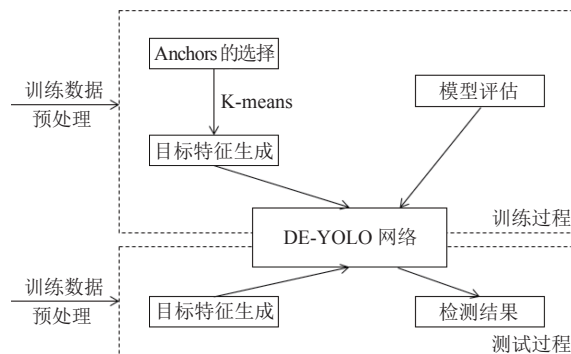 Anchors的选择
训练数据
预处理
K-means
模型评估
目标特征生成
训练过程
DE-YOLO 网络
训练数据
预处理
目标特征生成
检测结果
测试过程